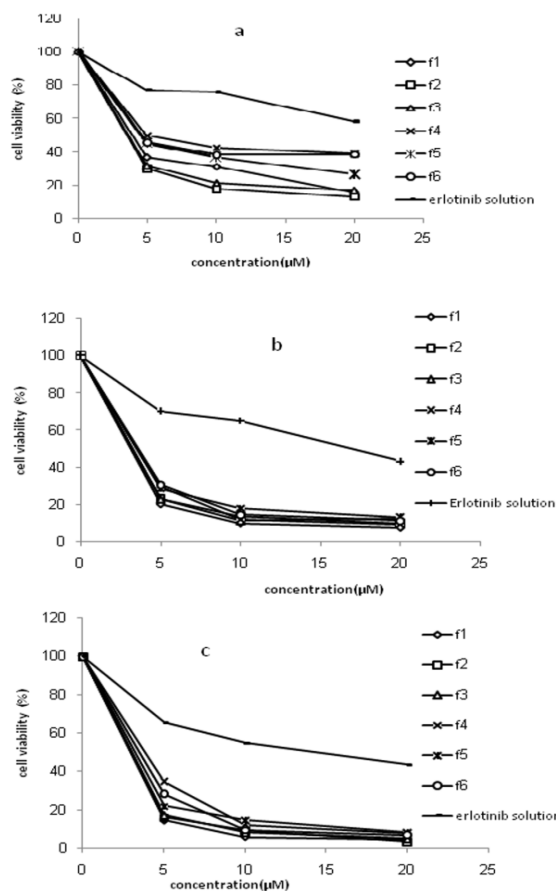 a
120
100
80
60
40
20
0
cell viability (%)
0 5 10 15 20 25
concentration(µM)
f1
f2
f3
f4
f5
f6
erlotinib solution
b
120
100
80
60
40
20
0
cell viability (%)
0 5 10 15 20 25
concentration(µM)
f1
f2
f3
f4
f5
f6
Erlotinib solution
c
120
100
80
60
40
20
0
cell viability (%)
0 5 10 15 20 25
concentration(µM)
f1
f2
f3
f4
f5
f6
erlotinib solution